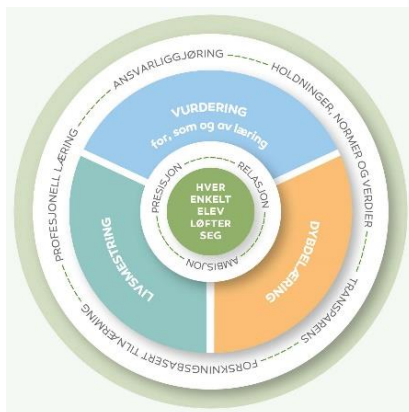 ANSVARLIGGJØRING
HOLDNINGER, NORMER OG VERDIER
TRANSPARENS
FORSKNINGSBASERT TILNÆRMING
PROFESJONELL LÆRING
VURDERING
for, som og av læring
DYBDELÆRING
LIVSMESTRING
PRESISJON
RELASJON
AMBISJON
HVER
ENKELT
ELEV
LØFTER
SEG